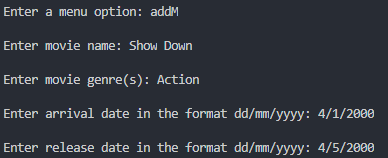 Enter a menu option: addM
Enter movie name: Show Down
Enter movie genre(s): Action
Enter arrival date in the format dd/mm/yyyy: 4/1/2000
Enter release date in the format dd/mm/yyyy: 4/5/2000